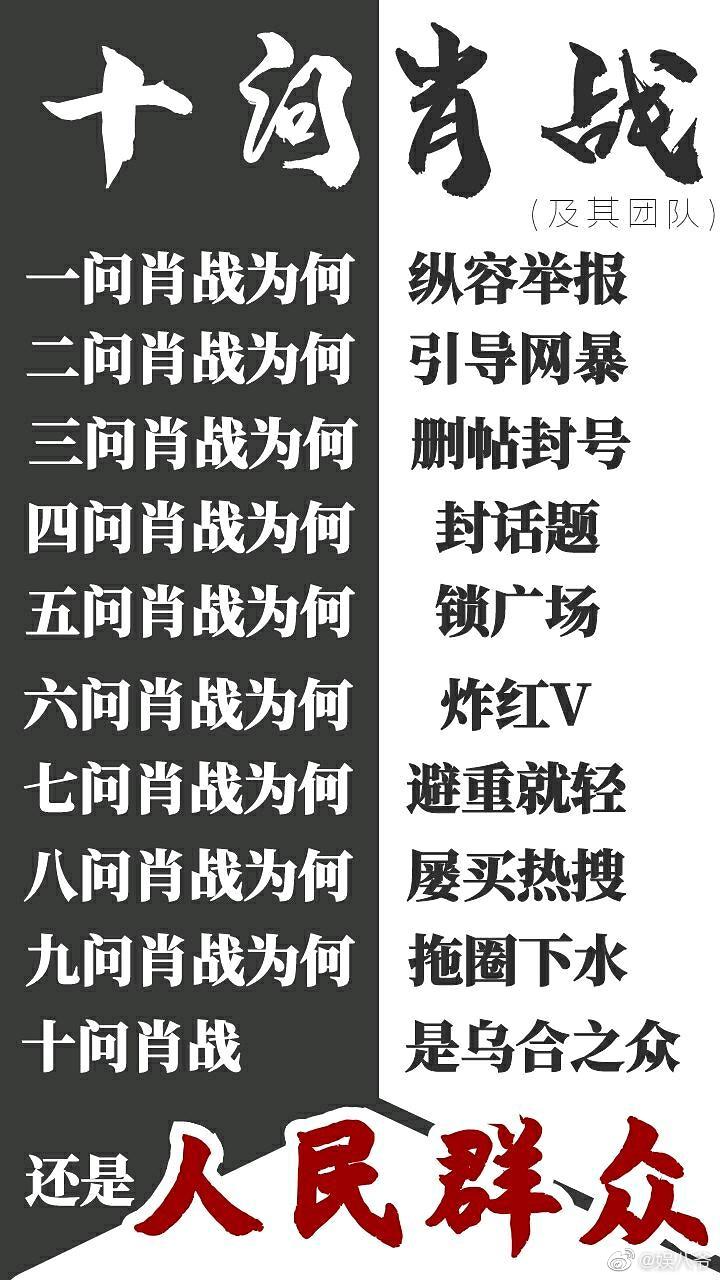 十问肖战
(及其团队)
一问肖战为何 纵容举报
二问肖战为何 引导网暴
三问肖战为何 删帖封号
四问肖战为何 封话题
五问肖战为何 锁广场
六问肖战为何 炸红V
七问肖战为何 避重就轻
八问肖战为何 屡买热搜
九问肖战为何 拖圈下水
十问肖战 是乌合之众
还是人民群众
@娱八爷